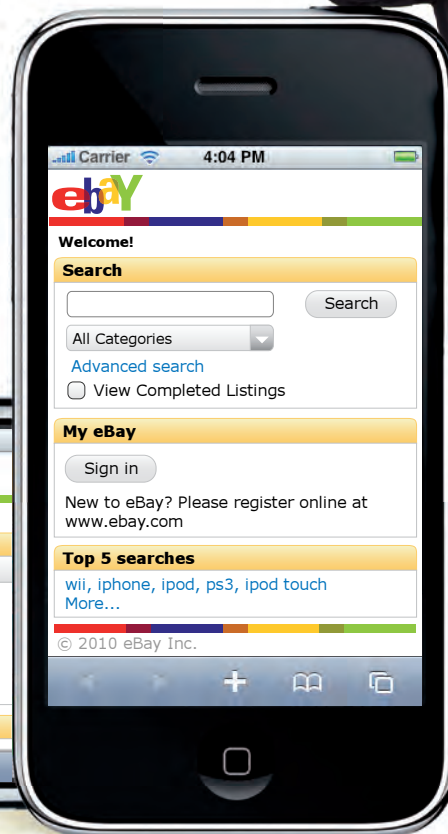 Carrier 4:04 PM
ebaY
Welcome!
Search
Search
All Categories
Advanced search
View Completed Listings
My eBay
Sign in
New to eBay? Please register online at
www.ebay.com
Top 5 searches
wii, iphone, ipod, ps3, ipod touch
More...
© 2010 eBay Inc.